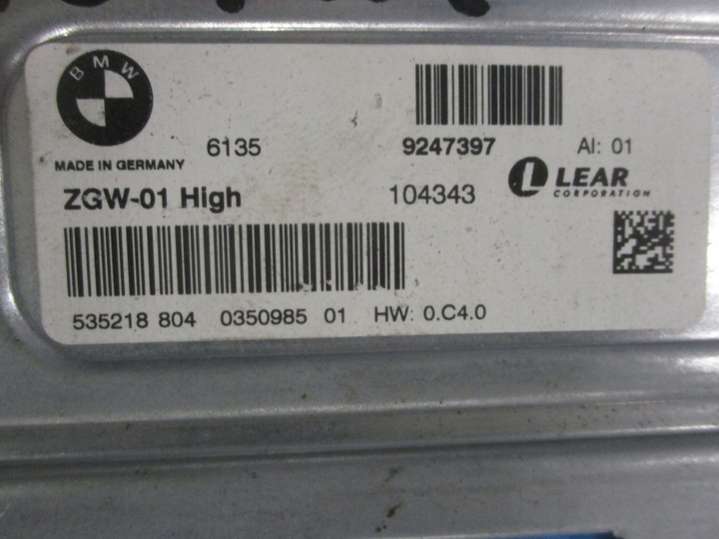 BMW
6135 9247397 AI: 01
MADE IN GERMANY
ZGW-01 High 104343 LEAR
CORPORATION
535218 804 0350985 01 HW: 0.C4.0